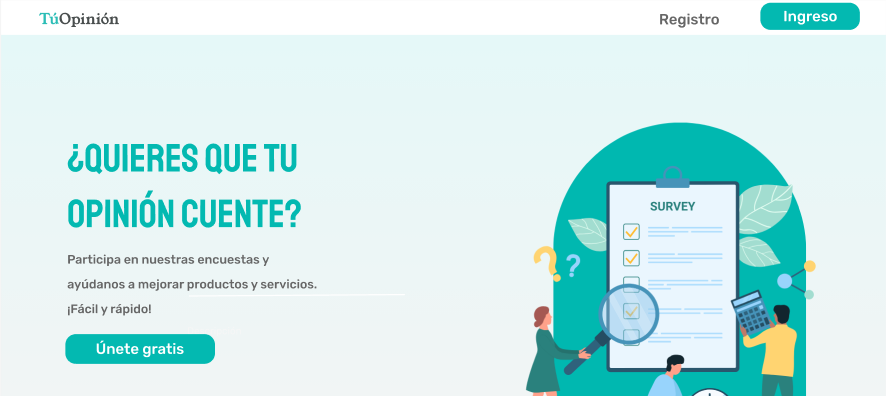 TúOpinión
Registro
Ingreso
¿QUIERES QUE TU
OPINIÓN CUENTE?
Participa en nuestras encuestas y
ayúdanos a mejorar productos y servicios.
¡Fácil y rápido!
Únete gratis
SURVEY